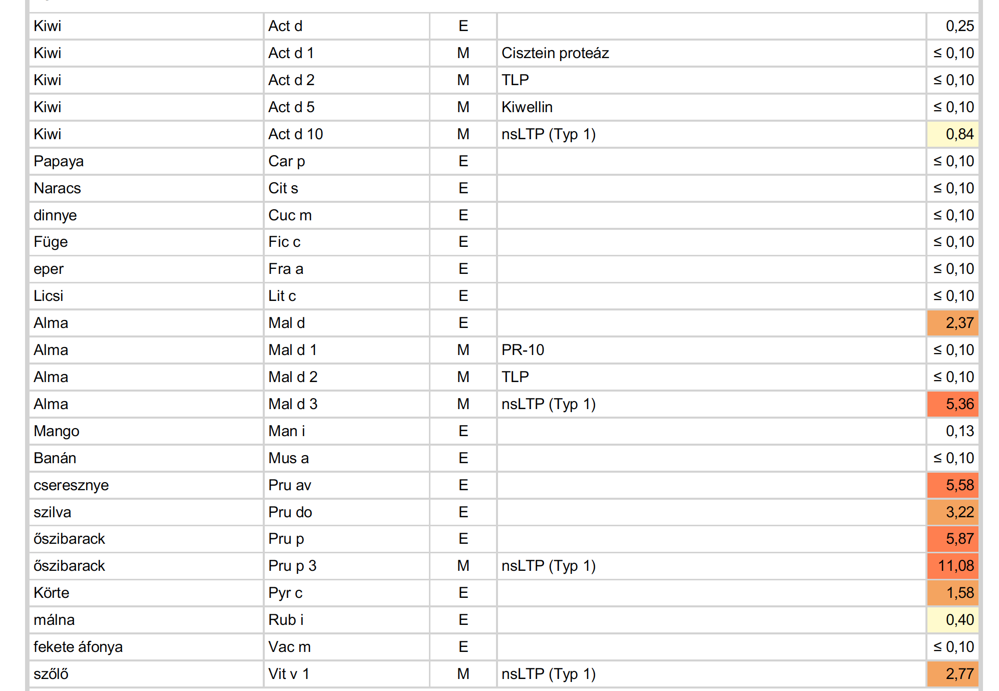 Kiwi Act d E 0,25
Kiwi Act d 1 M Cisztein proteáz ≤ 0,10
Kiwi Act d 2 M TLP ≤ 0,10
Kiwi Act d 5 M Kiwellin ≤ 0,10
Kiwi Act d 10 M nsLTP (Typ 1) 0,84
Papaya Car p E ≤ 0,10
Naracs Cit s E ≤ 0,10
dinnye Cuc m E ≤ 0,10
Füge Fic c E ≤ 0,10
eper Fra a E ≤ 0,10
Licsi Lit c E ≤ 0,10
Alma Mal d E 2,37
Alma Mal d 1 M PR-10 ≤ 0,10
Alma Mal d 2 M TLP ≤ 0,10
Alma Mal d 3 M nsLTP (Typ 1) 5,36
Mango Man i E 0,13
Banán Mus a E ≤ 0,10
cseresznye Pru av E 5,58
szilva Pru do E 3,22
őszibarack Pru p E 5,87
őszibarack Pru p 3 M nsLTP (Typ 1) 11,08
Körte Pyr c E 1,58
málna Rub i E 0,40
fekete áfonya Vac m E ≤ 0,10
szőlő Vit v 1 M nsLTP (Typ 1) 2,77